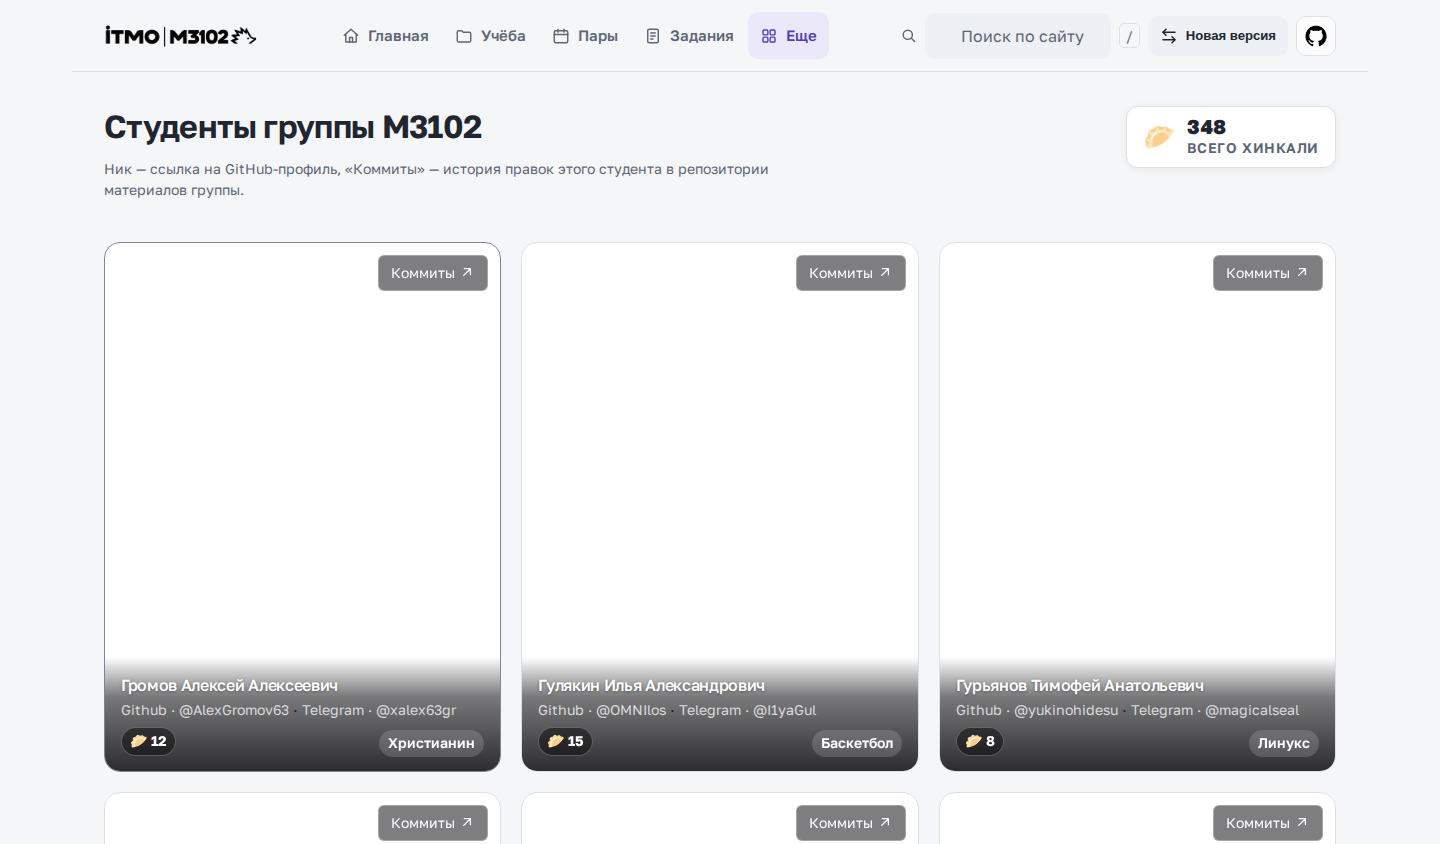 iTMO | M3102
Главная
Учёба
Пары
Задания
Еще
Поиск по сайту
/
Новая версия
Студенты группы M3102
348
ВСЕГО ХИНКАЛИ
Ник — ссылка на GitHub-профиль, «Коммиты» — история правок этого студента в репозитории
материалов группы.
Коммиты
Громов Алексей Алексеевич
Github · @AlexGromov63 · Telegram · @xalex63gr
12
Христианин
Коммиты
Гулякин Илья Александрович
Github · @OMNIlos · Telegram · @I1yaGul
15
Баскетбол
Коммиты
Гурьянов Тимофей Анатольевич
Github · @yukinohidesu · Telegram · @magicalseal
8
Линукс
Коммиты
Коммиты
Коммиты